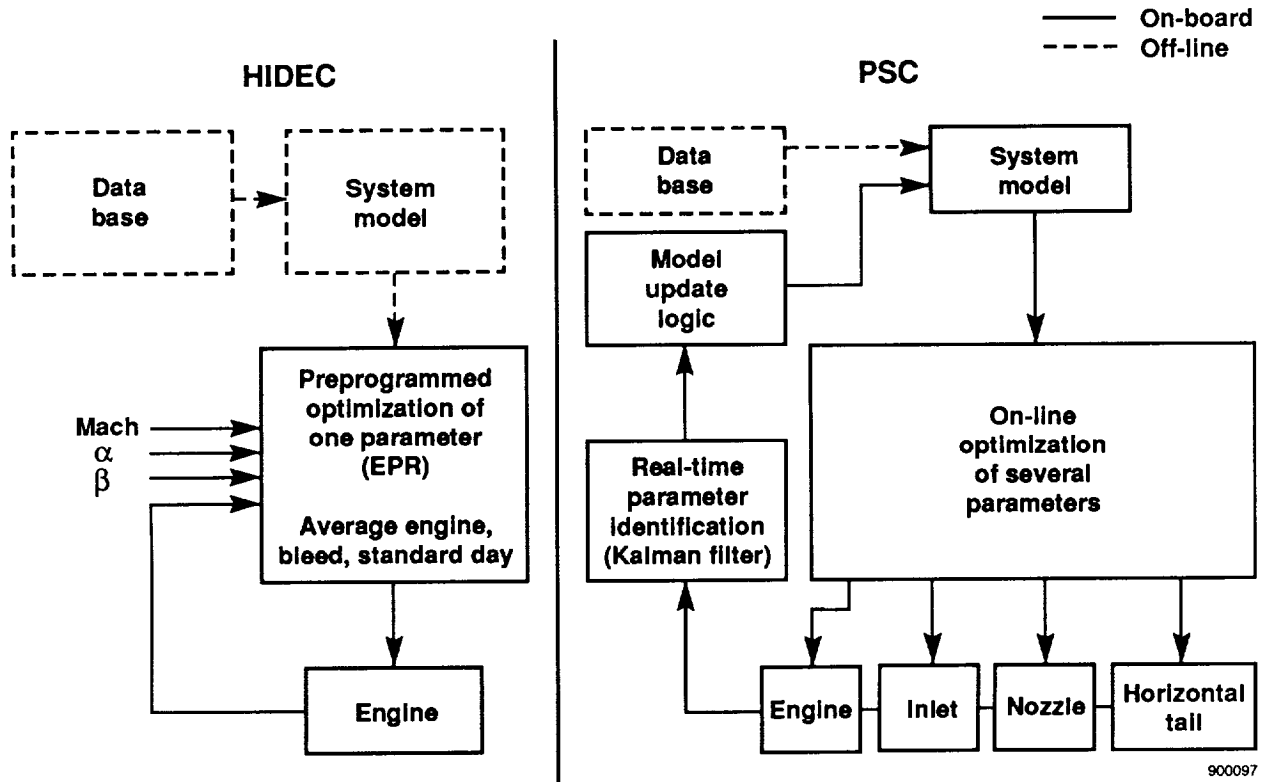 On-board
Off-line
HIDEC
Data
base
System
model
Preprogrammed
optimization of
one parameter
(EPR)
Average engine,
bleed, standard day
Mach
α
β
Engine
PSC
Data
base
System
model
Model
update
logic
Real-time
parameter
identification
(Kalman filter)
On-line
optimization
of several
parameters
Engine
Inlet
Nozzle
Horizontal
tail
900097